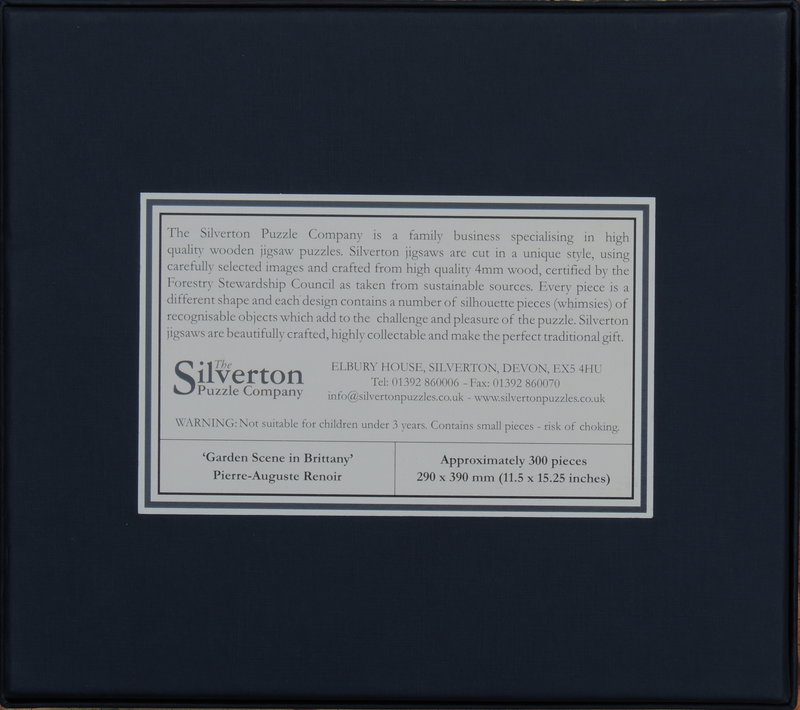 The Silverton Puzzle Company is a family business specialising in high
quality wooden jigsaw puzzles. Silverton jigsaws are cut in a unique style, using
carefully selected images and crafted from high quality 4mm wood, certified by the
Forestry Stewardship Council as taken from sustainable sources. Every piece is a
different shape and each design contains a number of silhouette pieces (whimsies) of
recognisable objects which add to the challenge and pleasure of the puzzle. Silverton
jigsaws are beautifully crafted, highly collectable and make the perfect traditional gift.
The
Silverton
Puzzle Company
ELBURY HOUSE, SILVERTON, DEVON, EX5 4HU
Tel: 01392 860006 - Fax: 01392 860070
info@silvertonpuzzles.co.uk - www.silvertonpuzzles.co.uk
WARNING: Not suitable for children under 3 years. Contains small pieces - risk of choking.
‘Garden Scene in Brittany’
Pierre-Auguste Renoir
Approximately 300 pieces
290 x 390 mm (11.5 x 15.25 inches)